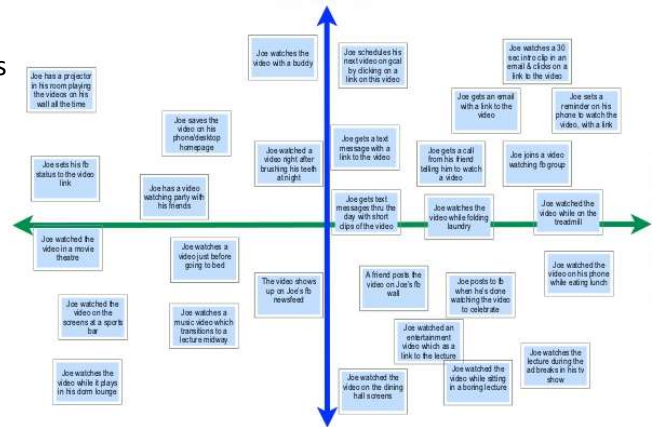 s
Joe has a projector
in his room playing
the videos on his
wall all the time
Joe watches the
video with a buddy
Joe schedules his
next video on goal
by clicking on a
link on this video
Joe watches a 30
sec intro clip in an
email & clicks on a
link to the video
Joe saves the
video on his
phone/desktop
homepage
Joe gets an email
with a link to the
video
Joe sets a
reminder on his
phone to watch the
video, with a link
Joe sets his fb
status to the video
link
Joe watched a
video right after
brushing his teeth
at night
Joe gets a text
message with a
link to the video
Joe gets a call
from his friend
telling him to watch
a video
Joe joins a video
watching fb group
Joe has a video
watching party with
his friends
Joe gets text
messages thru the
day with short
clips of the video
Joe watches the
video while folding
laundry
Joe watched the
video while on the
treadmill
Joe watched the
video in a movie
theatre
Joe watches a
video just before
going to bed
The video shows
up on Joe's fb
newsfeed
A friend posts the
video on Joe's fb
wall
Joe posts to fb
when he's done
watching the video
to celebrate
Joe watched the
video on his phone
while eating lunch
Joe watched the
video on the
screens at a sports
bar
Joe watches a
music video which
transitions to a
lecture midway
Joe watched an
entertainment
video which as a
link to the lecture
Joe watches the
video while it plays
in his dorm lounge
Joe watched the
video on the dining
hall screens
Joe watched the
video while sitting
in a boring lecture
Joe watches the
lecture during the
ad breaks in his tv
show